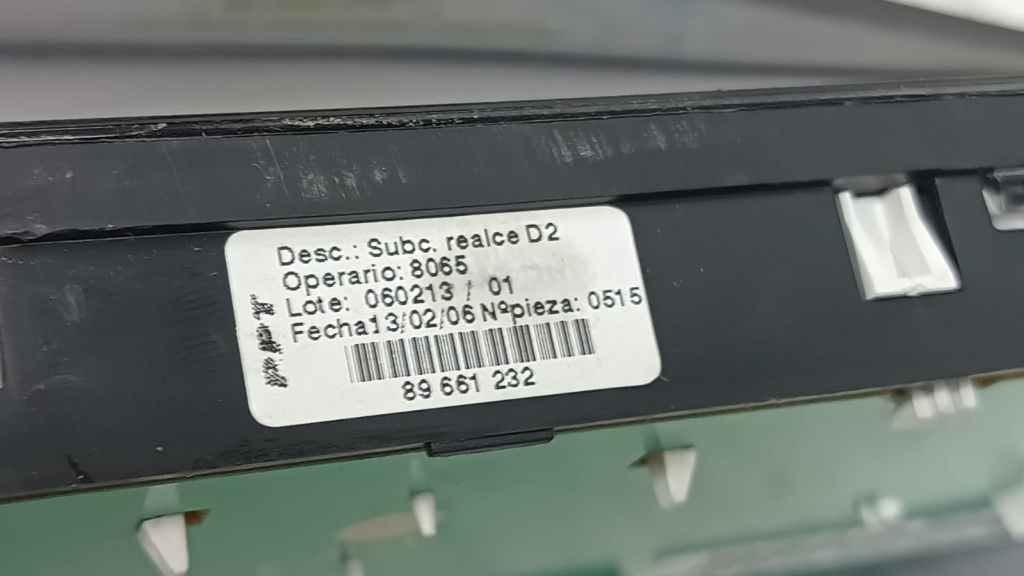 Desc.: Subc. realce D2
Operario: 8065
Lote: 060213 / 01
Fecha13/02/06 Nºpieza: 0515
89 661 232